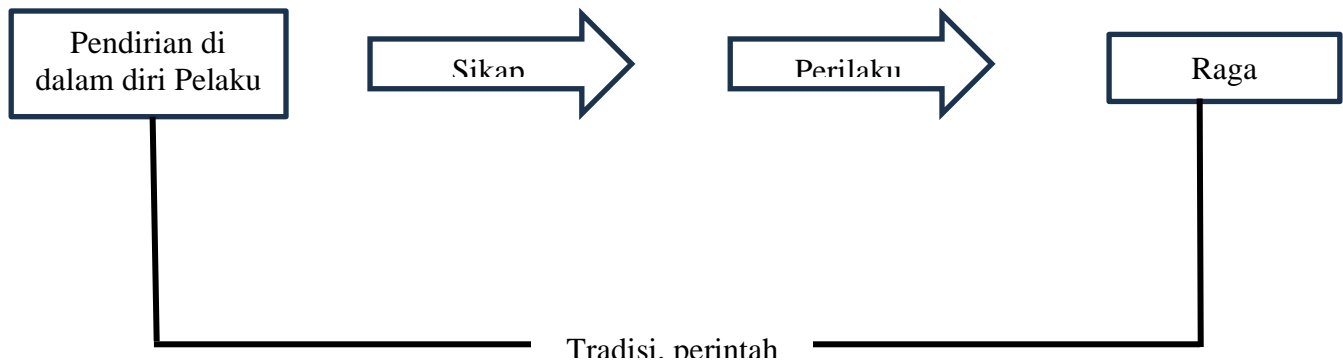 Pendirian di
dalam diri Pelaku
Sikap
Perilaku
Raga
Tradisi, perintah